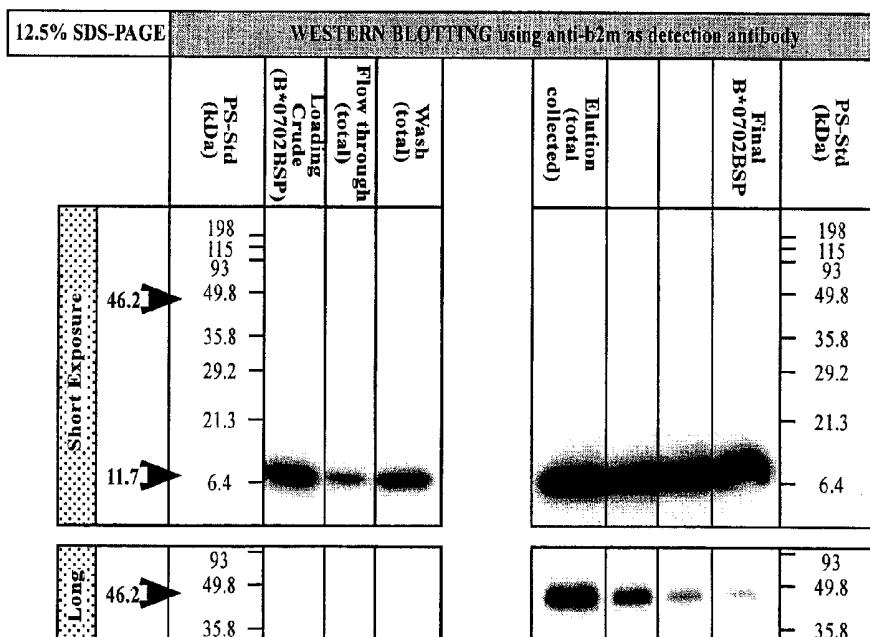 12.5% SDS-PAGE
WESTERN BLOTTING using anti-b2m as detection antibody
PS-Std
(kDa)
Loading
Crude
(B*0702BSP)
Flow through
(total)
Wash
(total)
Elution
(total
collected)
Final
B*0702BSP
PS-Std
(kDa)
Short Exposure
46.2
11.7
198
115
93
49.8
35.8
29.2
21.3
6.4
198
115
93
49.8
35.8
29.2
21.3
6.4
Long
46.2
93
49.8
35.8
93
49.8
35.8